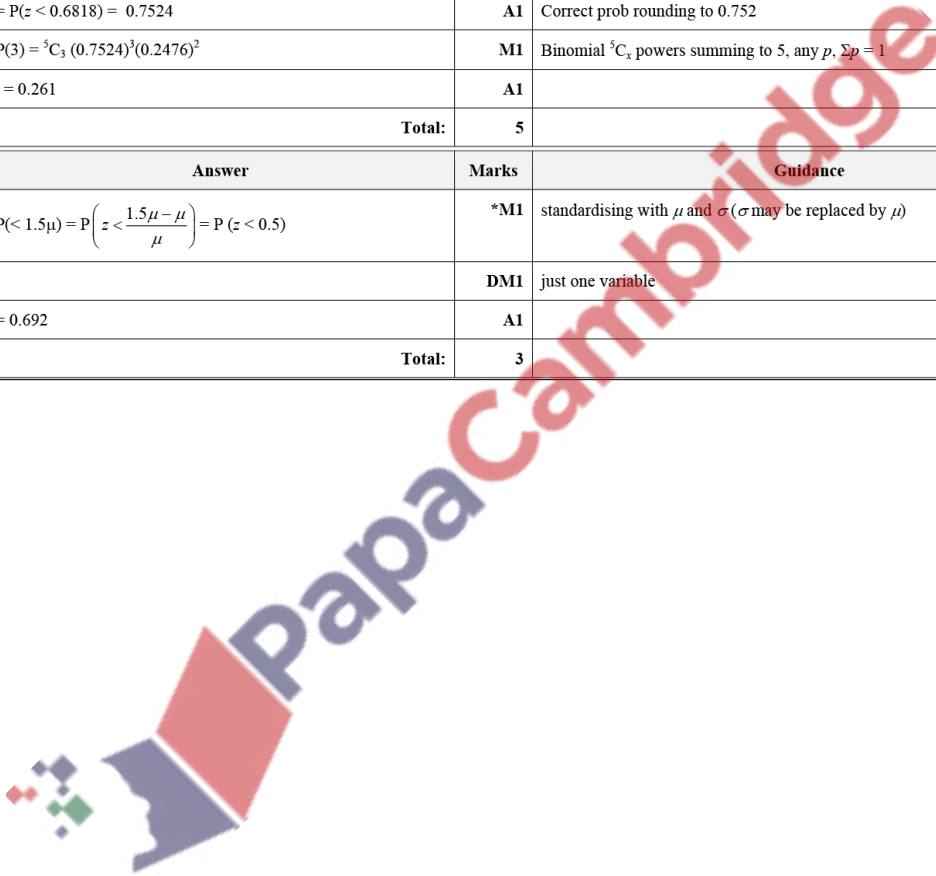 = P(z < 0.6818) = 0.7524 A1 Correct prob rounding to 0.752
P(3) = ⁵C₃ (0.7524)³(0.2476)² M1 Binomial ⁵Cₓ powers summing to 5, any p, Σp = 1
= 0.261 A1
Total: 5
Answer Marks Guidance
P(< 1.5μ) = P(z < (1.5μ − μ)/μ) = P (z < 0.5) *M1 standardising with μ and σ (σ may be replaced by μ)
DM1 just one variable
= 0.692 A1
Total: 3
PapaCambridge